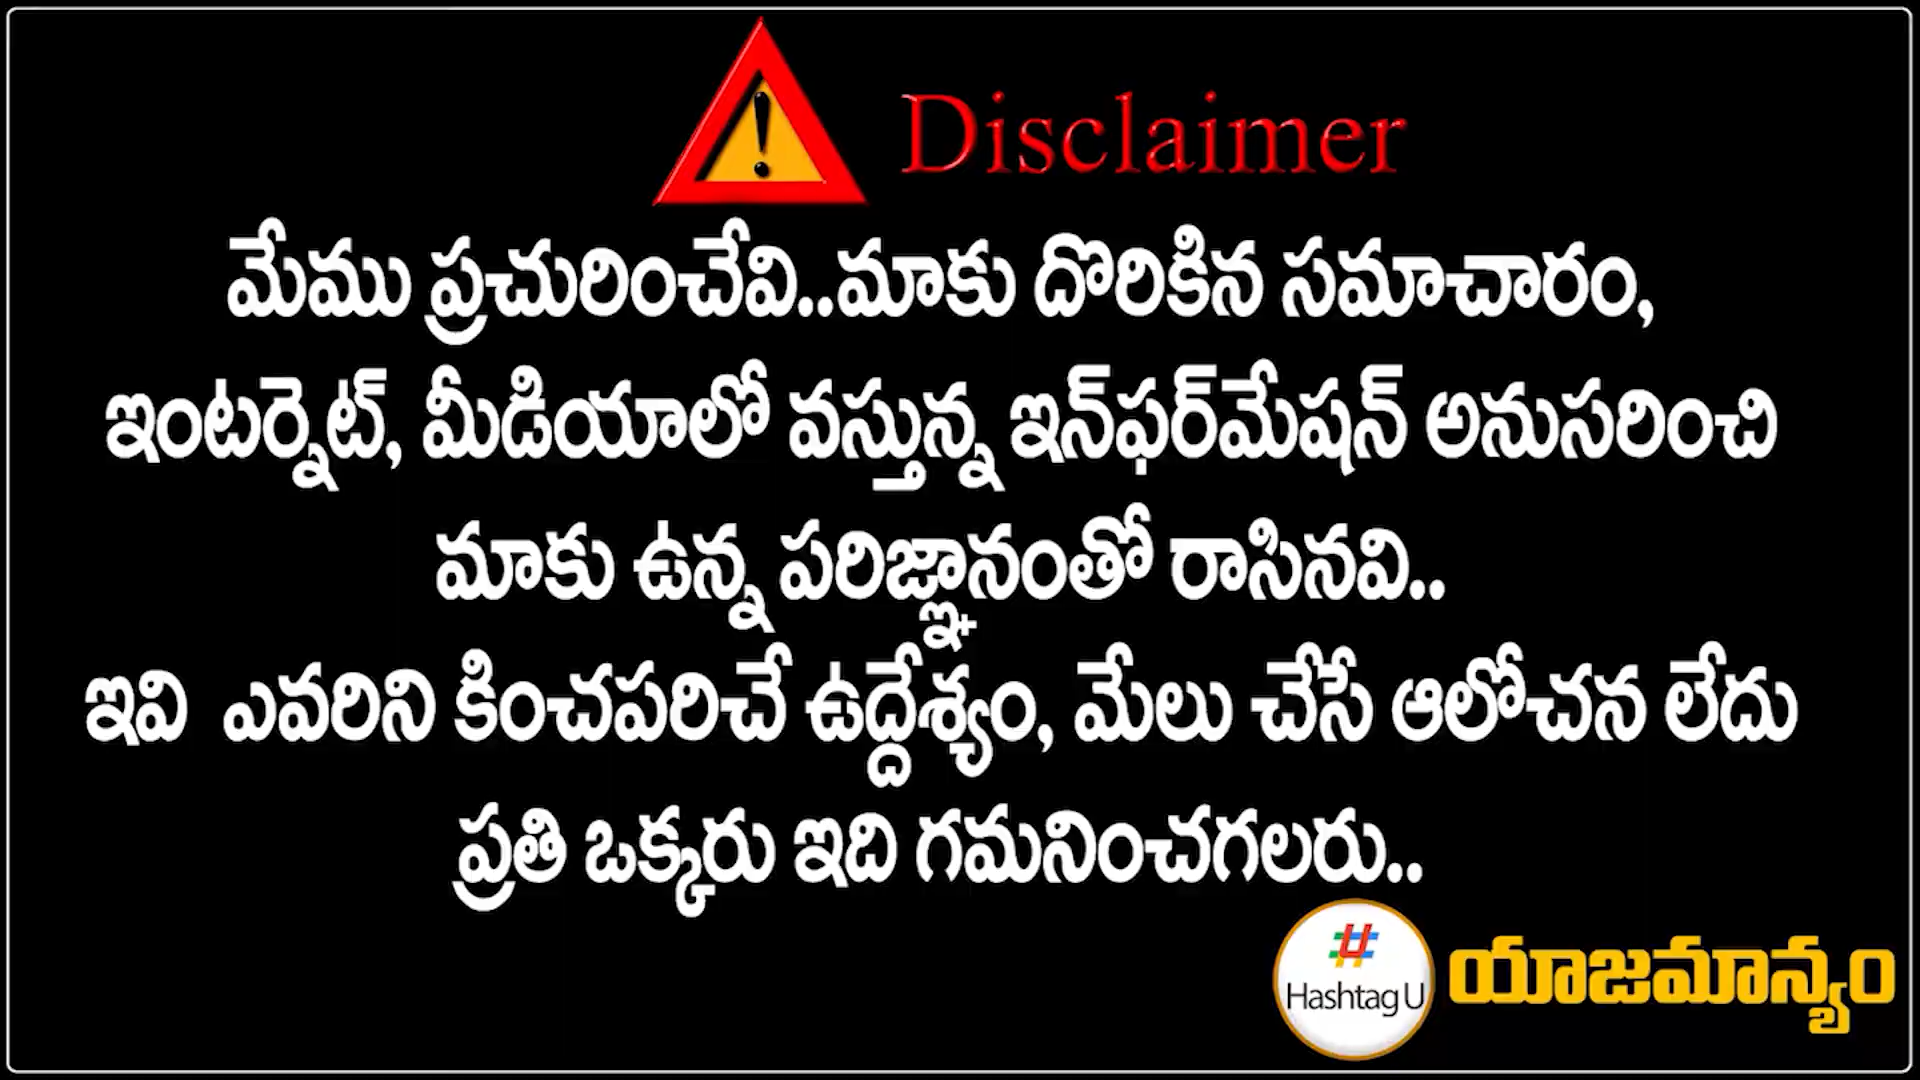 Disclaimer
మేము ప్రచురించేవి..మాకు దొరికిన సమాచారం,
ఇంటర్నెట్, మీడియాలో వస్తున్న ఇన్‌ఫర్‌మేషన్ అనుసరించి
మాకు ఉన్న పరిజ్ఞానంతో రాసినవి..
ఇవి ఎవరిని కించపరిచే ఉద్దేశ్యం, మేలు చేసే ఆలోచన లేదు
ప్రతి ఒక్కరు ఇది గమనించగలరు..
# Hashtag U
యాజమాన్యం